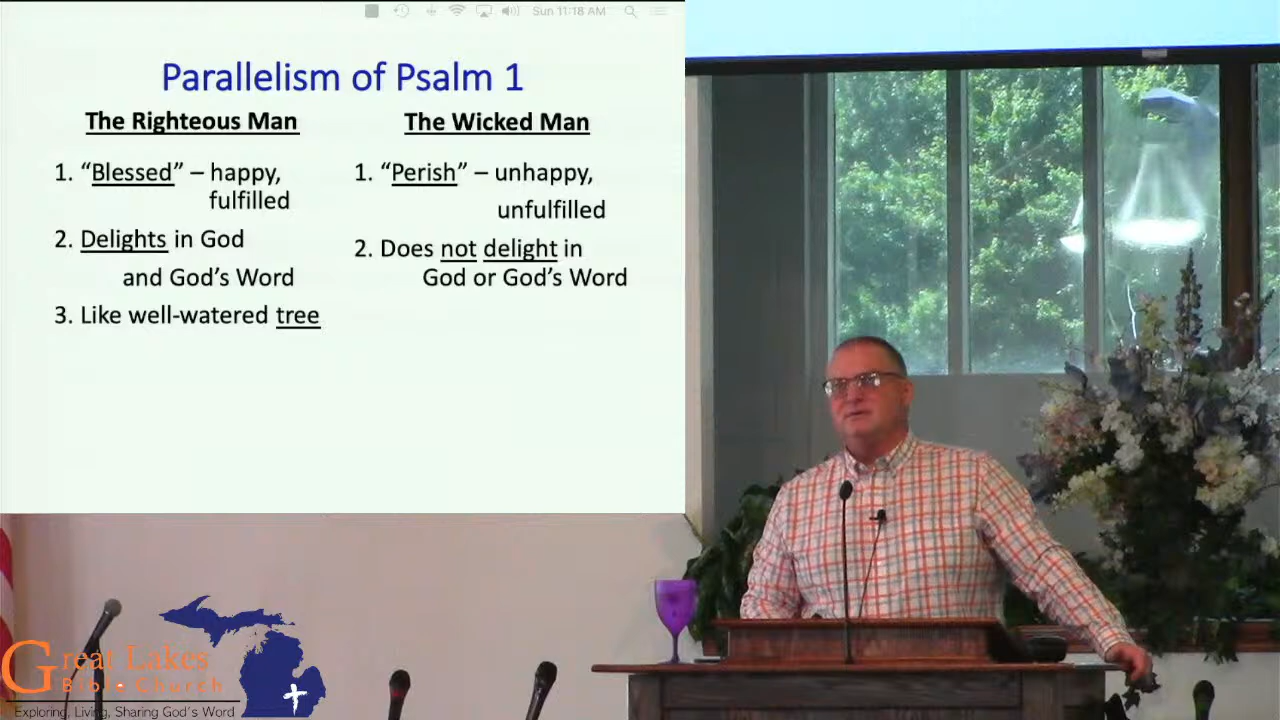 Sun 11:18 AM
Parallelism of Psalm 1
The Righteous Man
1. “Blessed” – happy,
fulfilled
2. Delights in God
and God’s Word
3. Like well-watered tree
The Wicked Man
1. “Perish” – unhappy,
unfulfilled
2. Does not delight in
God or God’s Word
Great Lakes
Bible Church
Exploring, Living, Sharing God's Word